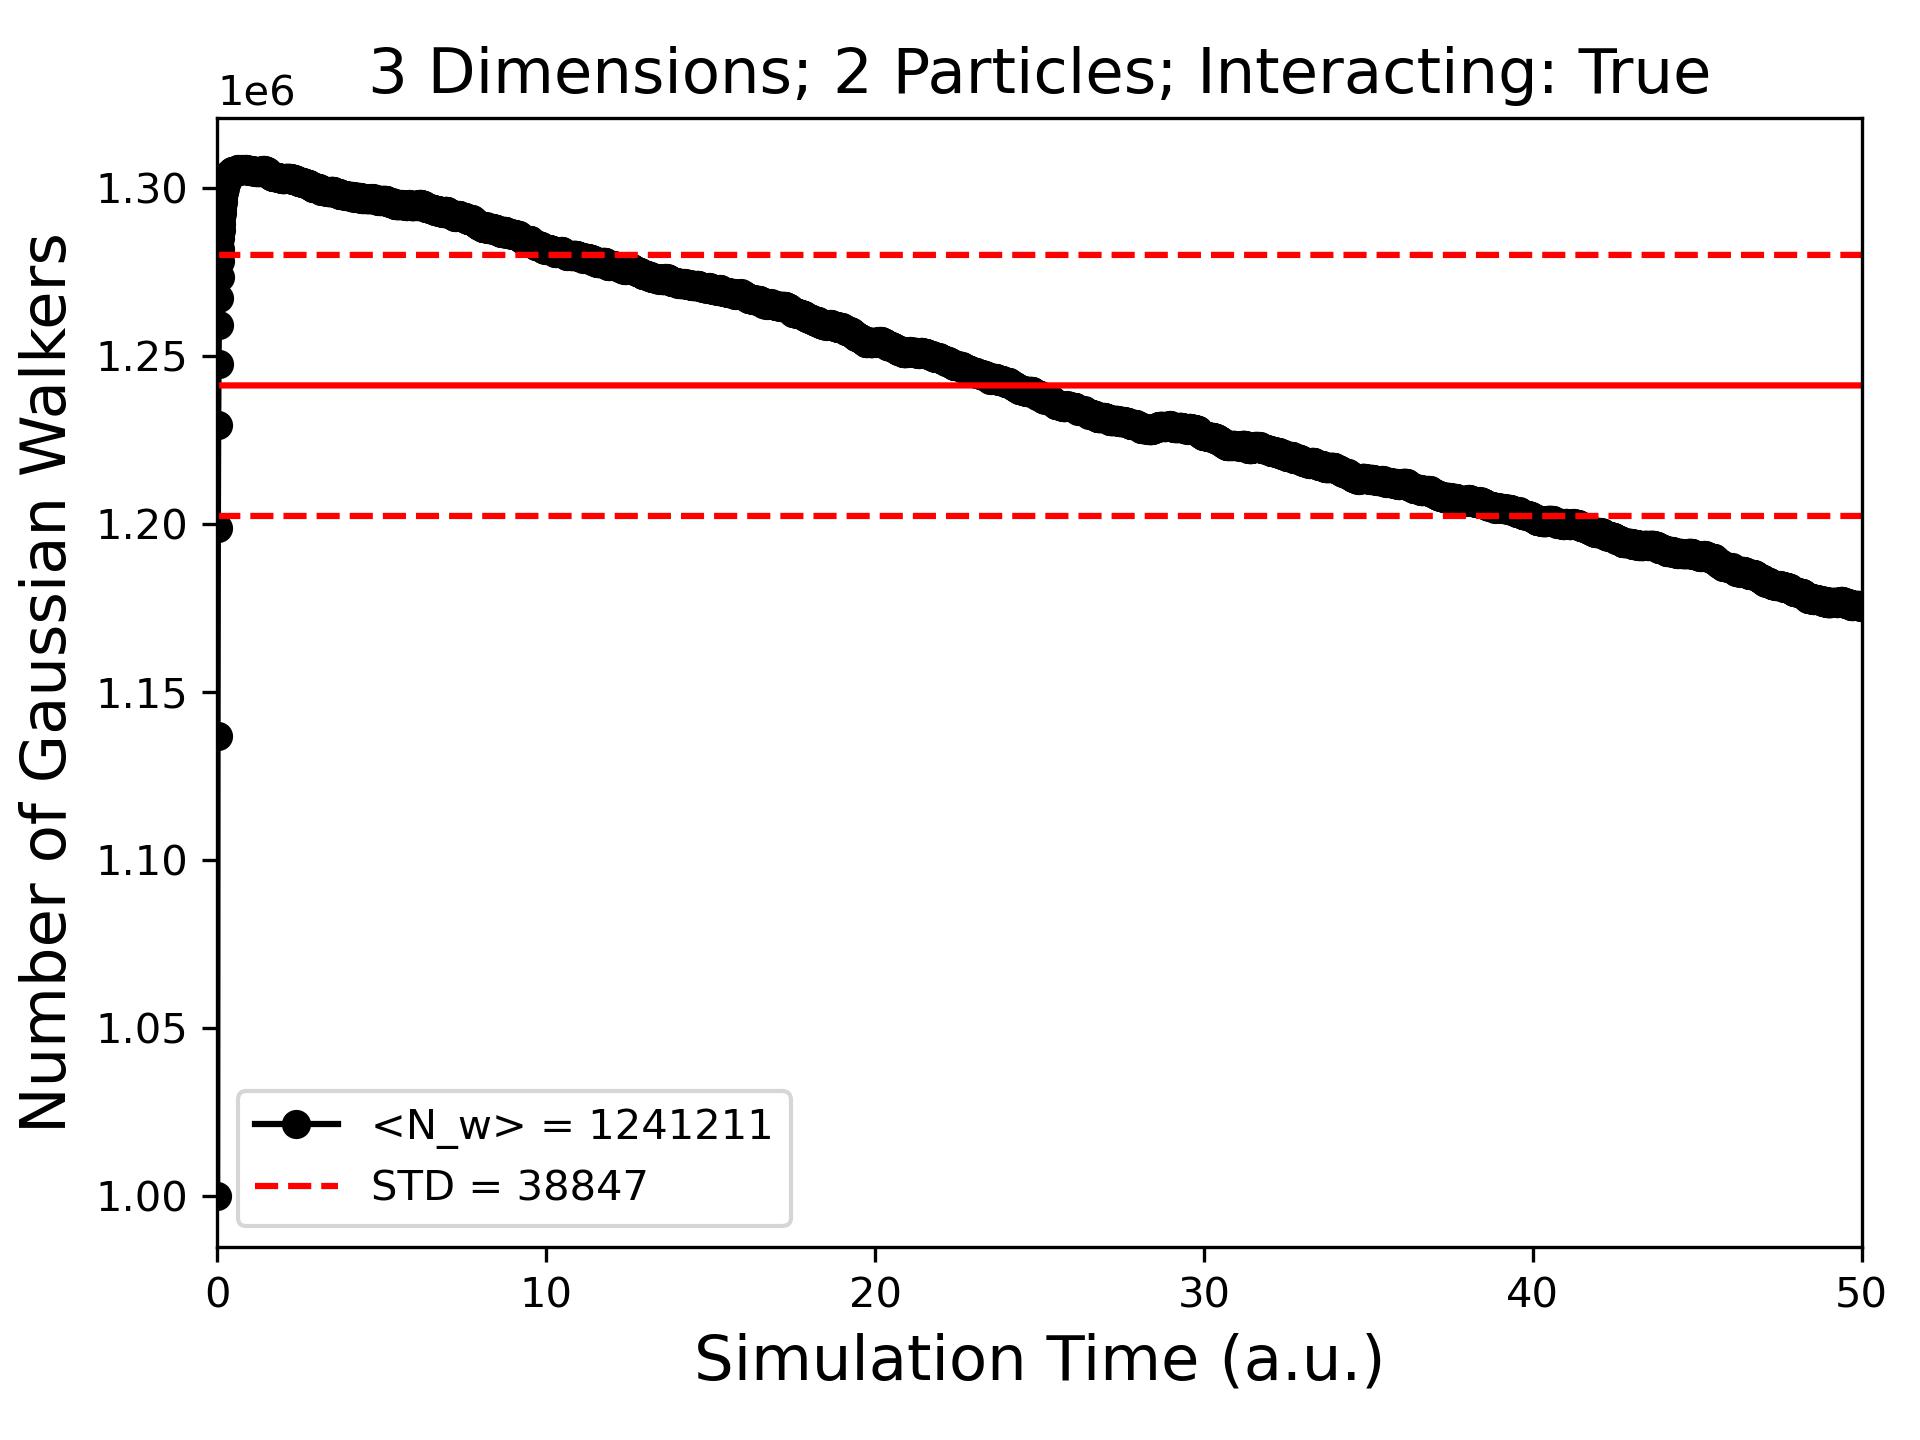 3 Dimensions; 2 Particles; Interacting: True
1e6
1.30
1.25
1.20
1.15
1.10
1.05
1.00
Number of Gaussian Walkers
<N_w> = 1241211
STD = 38847
0 10 20 30 40 50
Simulation Time (a.u.)